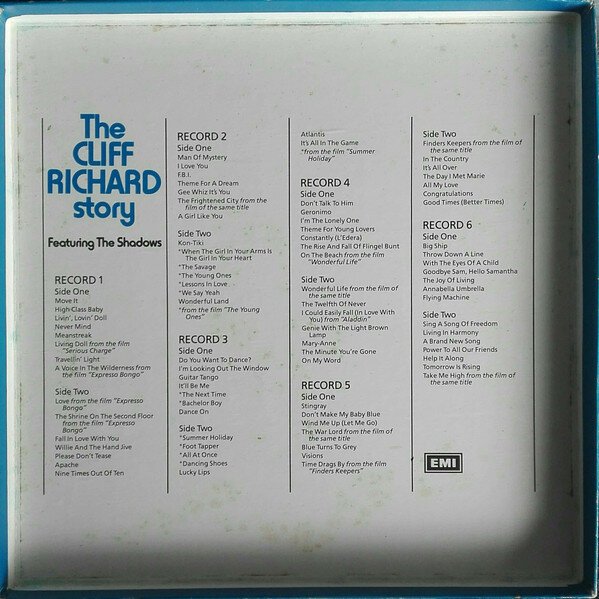 The
CLIFF
RICHARD
story
Featuring The Shadows
RECORD 1
Side One
Move It
High Class Baby
Livin', Lovin' Doll
Never Mind
Meanstreak
Living Doll from the film
"Serious Charge"
Travellin' Light
A Voice In The Wilderness from
the film "Expresso Bongo"
Side Two
Love from the film "Expresso
Bongo"
The Shrine On The Second Floor
from the film "Expresso
Bongo"
Fall In Love With You
Willie And The Hand Jive
Please Don't Tease
Apache
Nine Times Out Of Ten
RECORD 2
Side One
Man Of Mystery
I Love You
F.B.I.
Theme For A Dream
Gee Whiz It's You
The Frightened City from the
film of the same title
A Girl Like You
Side Two
Kon-Tiki
*When The Girl In Your Arms Is
The Girl In Your Heart
*The Savage
*The Young Ones
*Lessons In Love
*We Say Yeah
Wonderful Land
*from the film "The Young
Ones"
RECORD 3
Side One
Do You Want To Dance?
I'm Looking Out The Window
Guitar Tango
It'll Be Me
*The Next Time
*Bachelor Boy
Dance On
Side Two
*Summer Holiday
*Foot Tapper
*All At Once
*Dancing Shoes
Lucky Lips
Atlantis
It's All In The Game
*from the film "Summer
Holiday"
RECORD 4
Side One
Don't Talk To Him
Geronimo
I'm The Lonely One
Theme For Young Lovers
Constantly (L'Edera)
The Rise And Fall Of Flingel Bunt
On The Beach from the film
"Wonderful Life"
Side Two
Wonderful Life from the film of
the same title
The Twelfth Of Never
I Could Easily Fall (In Love With
You) from "Aladdin"
Genie With The Light Brown
Lamp
Mary-Anne
The Minute You're Gone
On My Word
RECORD 5
Side One
Stingray
Don't Make My Baby Blue
Wind Me Up (Let Me Go)
The War Lord from the film of
the same title
Blue Turns To Grey
Visions
Time Drags By from the film
"Finders Keepers"
Side Two
Finders Keepers from the film of
the same title
In The Country
It's All Over
The Day I Met Marie
All My Love
Congratulations
Good Times (Better Times)
RECORD 6
Side One
Big Ship
Throw Down A Line
With The Eyes Of A Child
Goodbye Sam, Hello Samantha
The Joy Of Living
Annabella Umbrella
Flying Machine
Side Two
Sing A Song Of Freedom
Living In Harmony
A Brand New Song
Power To All Our Friends
Help It Along
Tomorrow Is Rising
Take Me High from the film of
the same title
EMI